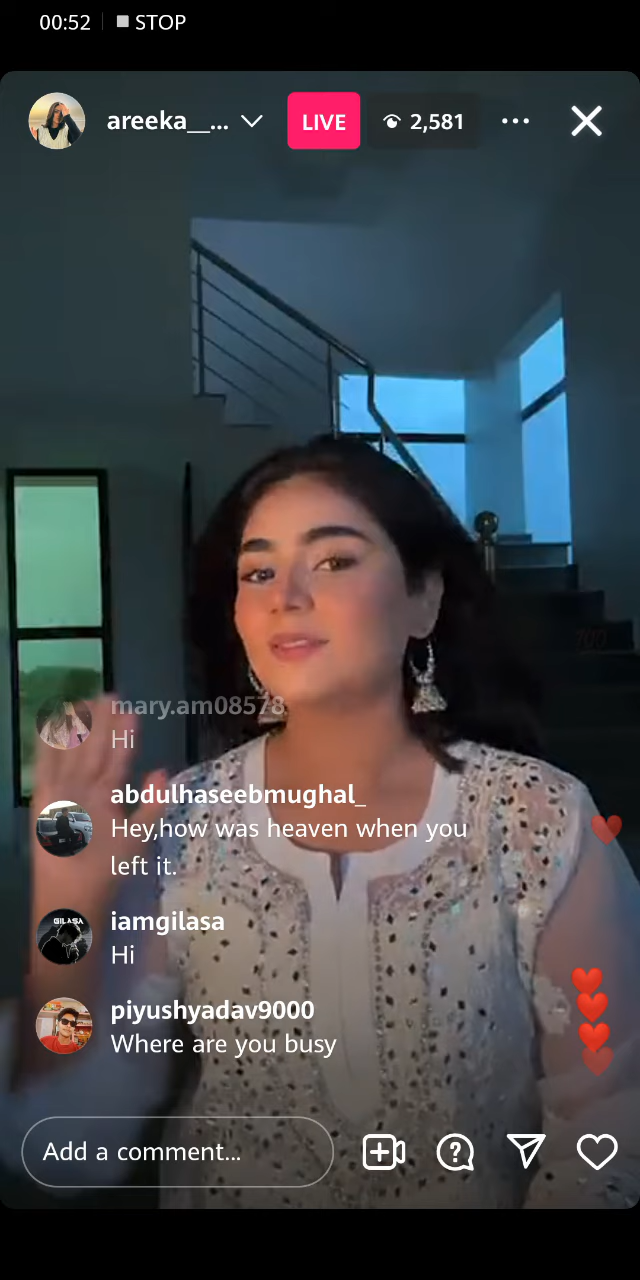 00:52
STOP
areeka__...
LIVE
2,581
mary.am08578
Hi
abdulhaseebmughal_
Hey,how was heaven when you
left it.
GILASA
iamgilasa
Hi
piyushyadav9000
Where are you busy
Add a comment...